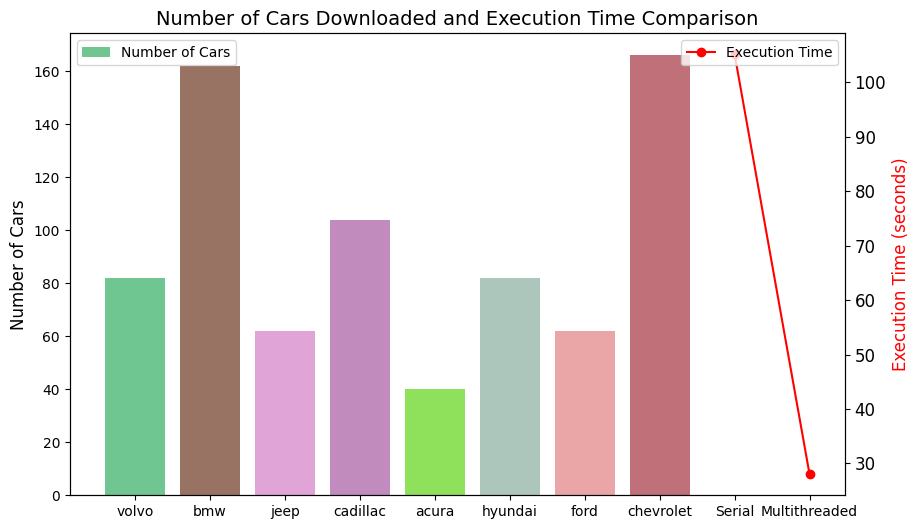 Number of Cars Downloaded and Execution Time Comparison
Number of Cars
Execution Time
160
140
120
100
80
60
40
20
0
Number of Cars
100
90
80
70
60
50
40
30
Execution Time (seconds)
volvo bmw jeep cadillac acura hyundai ford chevrolet Serial Multithreaded